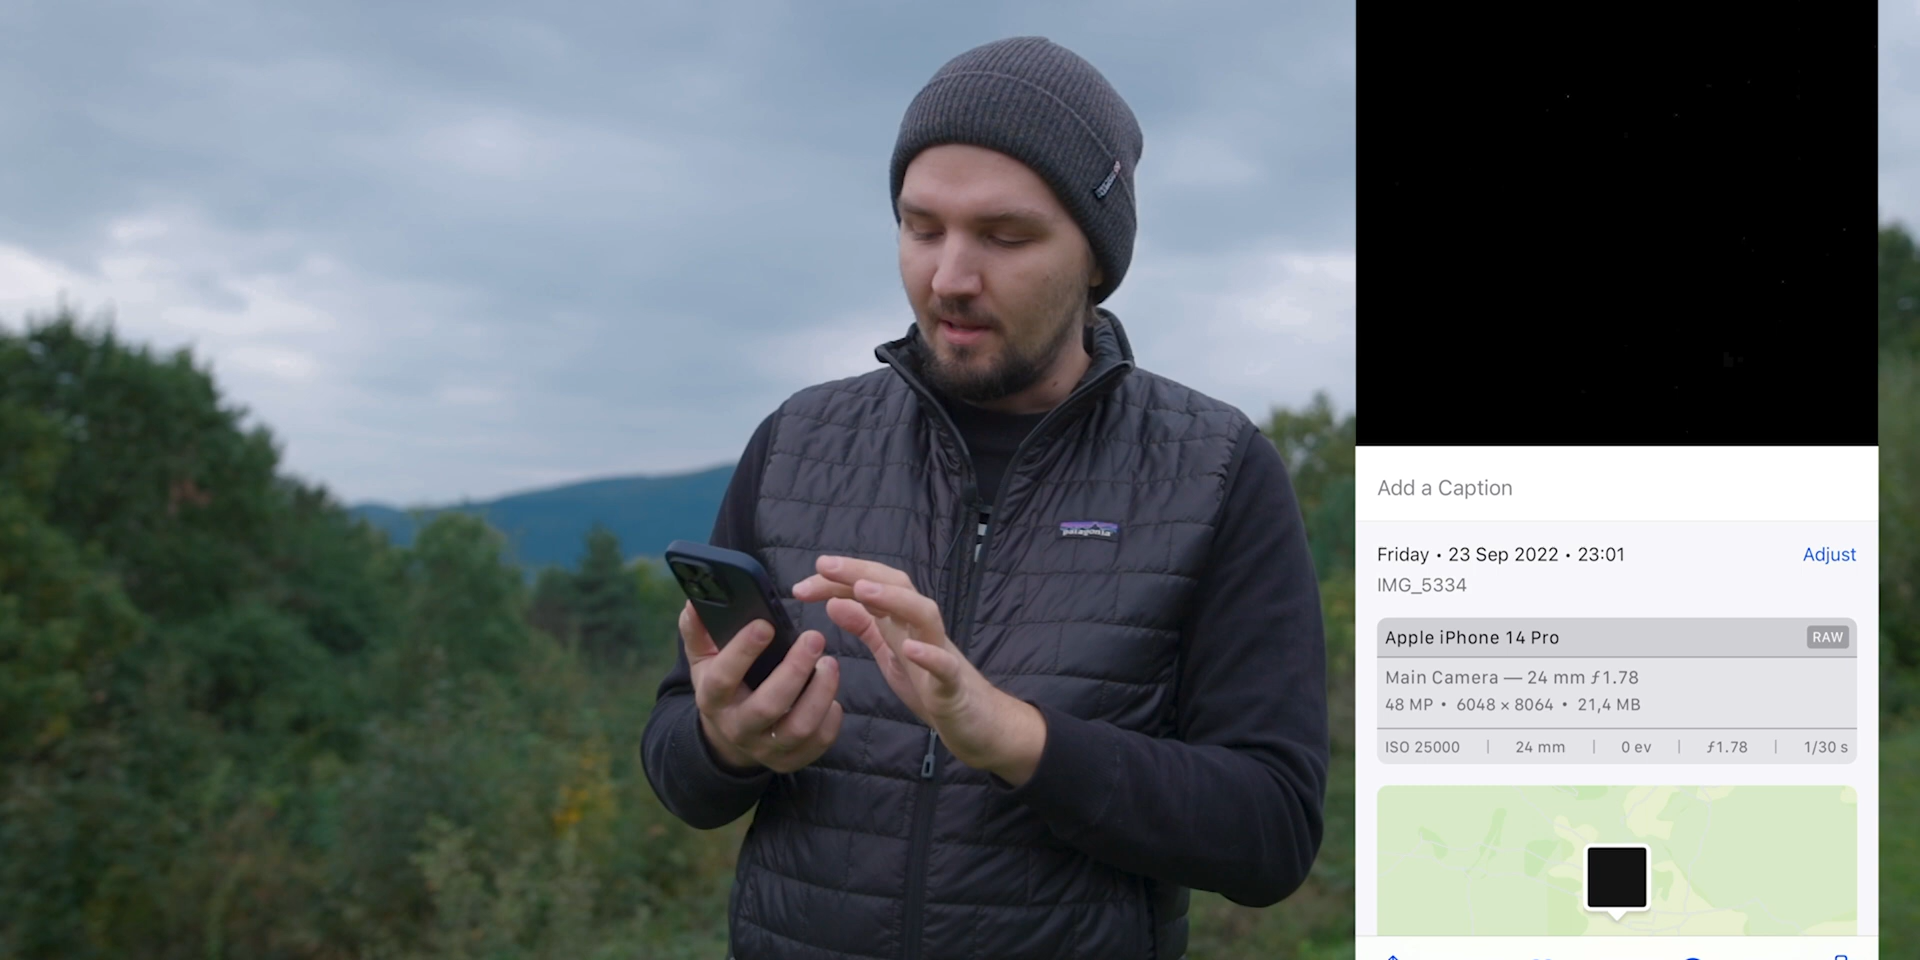 patagonia
Add a Caption
Friday • 23 Sep 2022 • 23:01
Adjust
IMG_5334
Apple iPhone 14 Pro
RAW
Main Camera — 24 mm ƒ1.78
48 MP • 6048 × 8064 • 21,4 MB
ISO 25000 | 24 mm | 0 ev | ƒ1.78 | 1/30 s